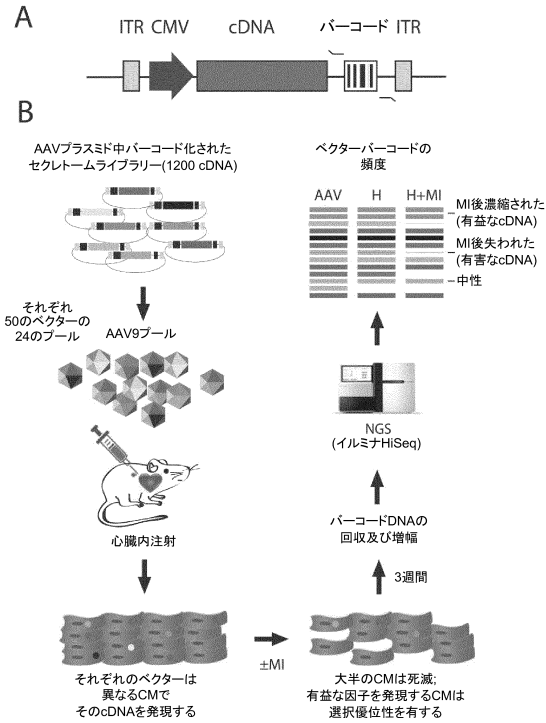 A
ITR CMV cDNA バーコード ITR
B
AAVプラスミド中バーコード化された
セクレトームライブラリー(1200 cDNA)
それぞれ
50のベクターの
24のプール
AAV9プール
心臓内注射
それぞれのベクターは
異なるCMで
そのcDNAを発現する
±MI
大半のCMは死滅;
有益な因子を発現するCMは
選択優位性を有する
3週間
バーコードDNAの
回収及び増幅
NGS
(イルミナHiSeq)
ベクターバーコードの
頻度
AAV H H+MI
MI後濃縮された
(有益なcDNA)
MI後失われた
(有害なcDNA)
中性